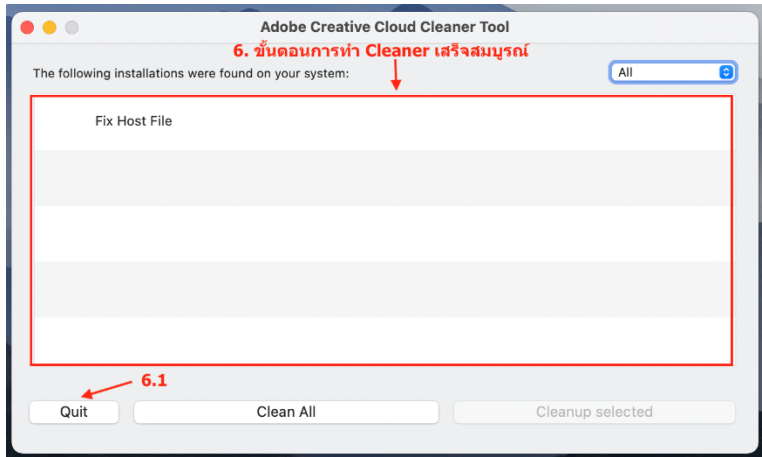 Adobe Creative Cloud Cleaner Tool
6. ขั้นตอนการทำ Cleaner เสร็จสมบูรณ์
The following installations were found on your system:
All
Fix Host File
6.1
Quit
Clean All
Cleanup selected